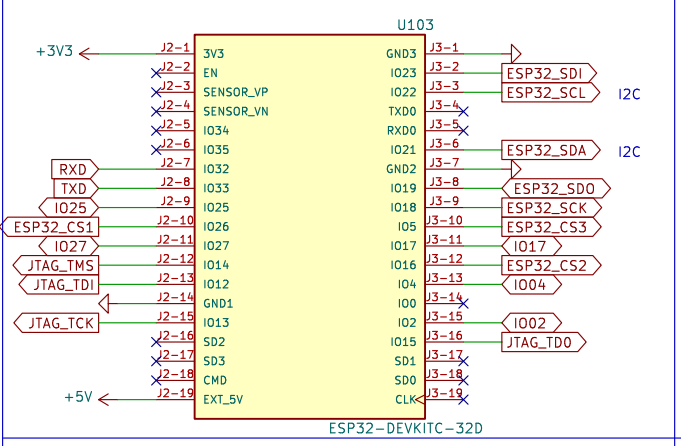 U103
+3V3 J2-1 3V3 GND3 J3-1
J2-2 EN IO23 J3-2 ESP32_SDI
J2-3 SENSOR_VP IO22 J3-3 ESP32_SCL I2C
J2-4 SENSOR_VN TXD0 J3-4
J2-5 IO34 RXD0 J3-5
J2-6 IO35 IO21 J3-6 ESP32_SDA I2C
RXD J2-7 IO32 GND2 J3-7
TXD J2-8 IO33 IO19 J3-8 ESP32_SDO
IO25 J2-9 IO25 IO18 J3-9 ESP32_SCK
ESP32_CS1 J2-10 IO26 IO5 J3-10 ESP32_CS3
IO27 J2-11 IO27 IO17 J3-11 IO17
JTAG_TMS J2-12 IO14 IO16 J3-12 ESP32_CS2
JTAG_TDI J2-13 IO12 IO4 J3-13 IO04
J2-14 GND1 IO0 J3-14
JTAG_TCK J2-15 IO13 IO2 J3-15 IO02
J2-16 SD2 IO15 J3-16 JTAG_TDO
J2-17 SD3 SD1 J3-17
J2-18 CMD SD0 J3-18
+5V J2-19 EXT_5V CLK J3-19
ESP32-DEVKITC-32D